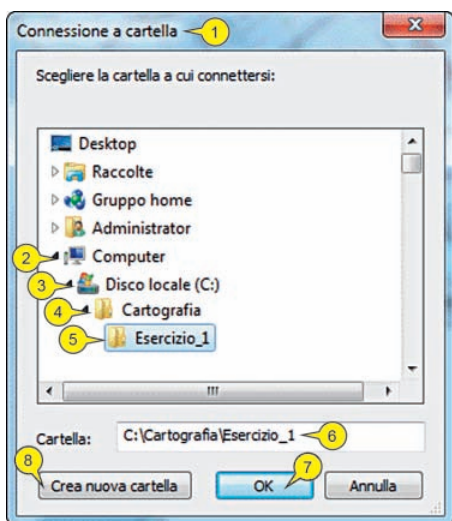 Connessione a cartella 1
Scegliere la cartella a cui connettersi:
Desktop
Raccolte
Gruppo home
Administrator
2 Computer
3 Disco locale (C:)
4 Cartografia
5 Esercizio_1
Cartella: C:\Cartografia\Esercizio_1 6
8 7
Crea nuova cartella OK Annulla